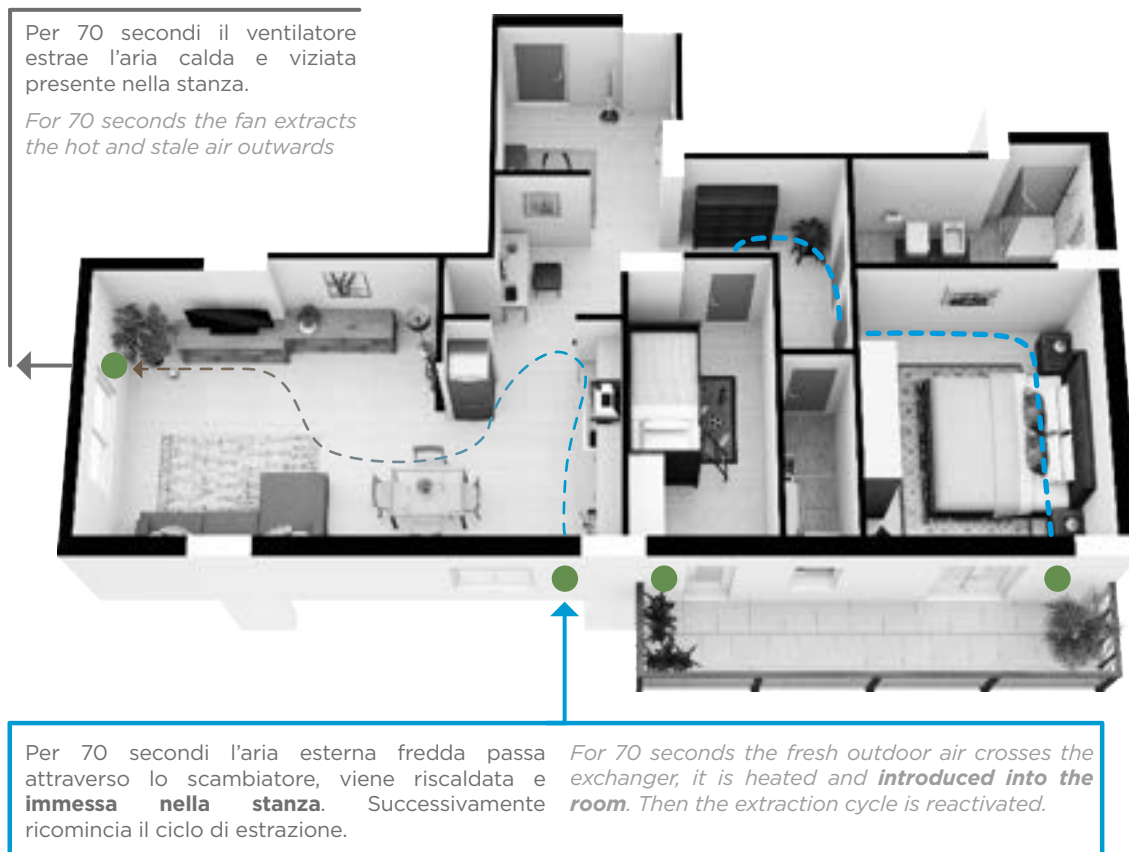 Per 70 secondi il ventilatore
estrae l’aria calda e viziata
presente nella stanza.
For 70 seconds the fan extracts
the hot and stale air outwards
Per 70 secondi l’aria esterna fredda passa
attraverso lo scambiatore, viene riscaldata e
immessa nella stanza. Successivamente
ricomincia il ciclo di estrazione.
For 70 seconds the fresh outdoor air crosses the
exchanger, it is heated and introduced into the
room. Then the extraction cycle is reactivated.